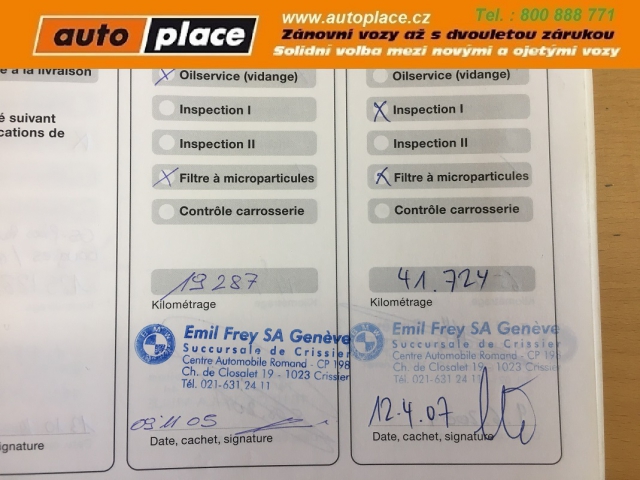 auto place
www.autoplace.cz
Tel. : 800 888 771
Zánovní vozy až s dvouletou zárukou
Solidní volba mezi novými a ojetými vozy
e à la livraison
é suivant
cations de
Oilservice (vidange)
Inspection I
Inspection II
Filtre à microparticules
Contrôle carrosserie
19 287
Kilométrage
Emil Frey SA Genève
Succursale de Crissier
Centre Automobile Romand - CP 198
Ch. de Closalet 19 - 1023 Crissier
Tél. 021-631 24 11
09 11 05
Date, cachet, signature
Oilservice (vidange)
Inspection I
Inspection II
Filtre à microparticules
Contrôle carrosserie
41.724
Kilométrage
Emil Frey SA Genève
Succursale de Crissier
Centre Automobile Romand - CP 198
Ch. de Closalet 19 - 1023 Crissier
Tél. 021-631 24 11
12.4.07
Date, cachet, signature
ignature